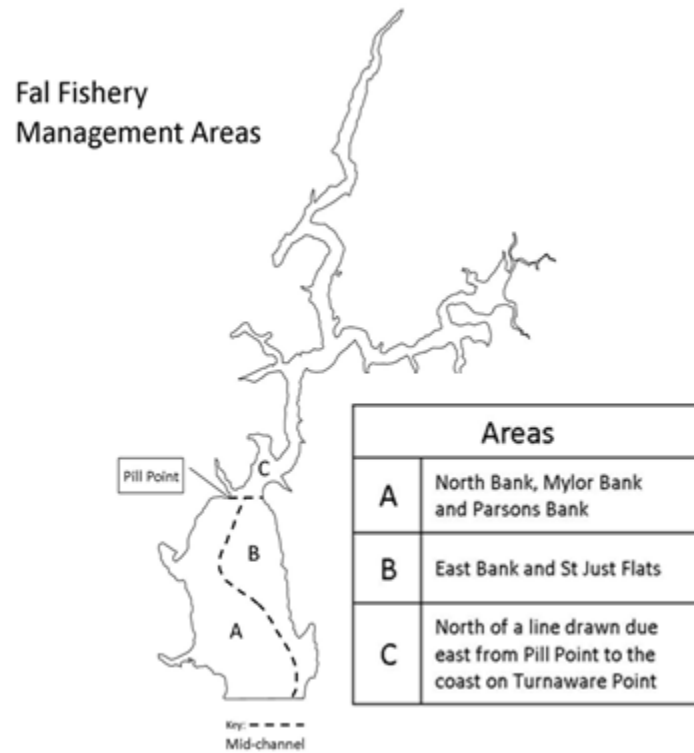 Fal Fishery
Management Areas
Pill Point
C
B
A
Key:
Mid-channel
Areas
A
North Bank, Mylor Bank
and Parsons Bank
B
East Bank and St Just Flats
C
North of a line drawn due
east from Pill Point to the
coast on Turnaware Point